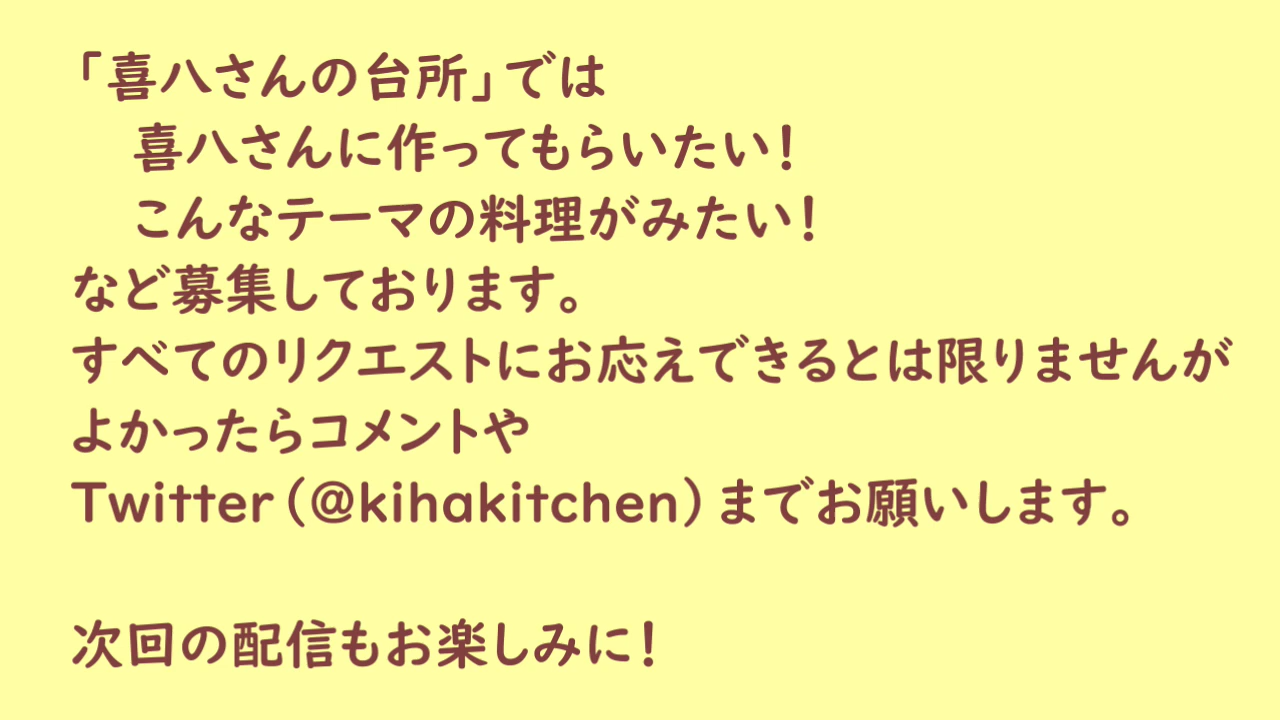 「喜八さんの台所」では
喜八さんに作ってもらいたい！
こんなテーマの料理がみたい！
など募集しております。
すべてのリクエストにお応えできるとは限りませんが
よかったらコメントや
Twitter（@kihakitchen）までお願いします。
次回の配信もお楽しみに！